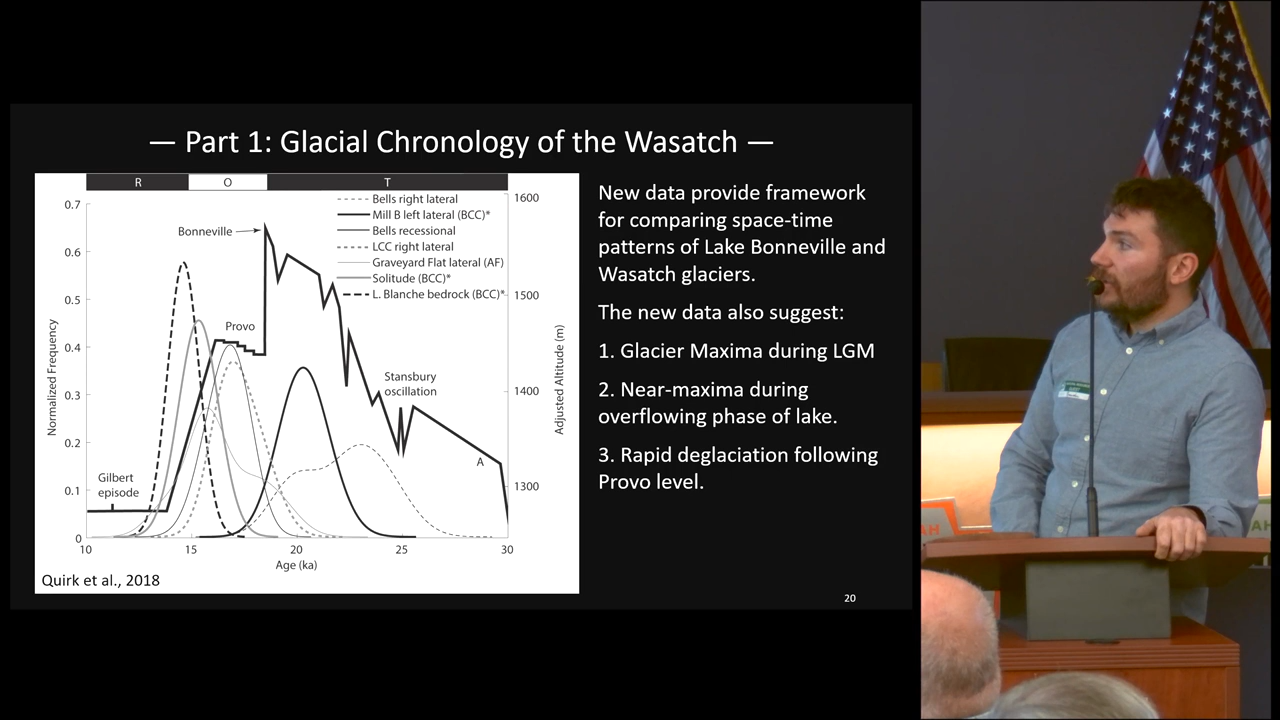 — Part 1: Glacial Chronology of the Wasatch —
R O T
0.7
0.6
0.5
0.4
0.3
0.2
0.1
0
Normalized Frequency
1600
1500
1400
1300
Adjusted Altitude (m)
Bells right lateral
Mill B left lateral (BCC)*
Bells recessional
LCC right lateral
Graveyard Flat lateral (AF)
Solitude (BCC)*
L. Blanche bedrock (BCC)*
Bonneville
Provo
Stansbury
oscillation
A
Gilbert
episode
10 15 20 25 30
Age (ka)
Quirk et al., 2018
New data provide framework
for comparing space-time
patterns of Lake Bonneville and
Wasatch glaciers.
The new data also suggest:
1. Glacier Maxima during LGM
2. Near-maxima during
overflowing phase of lake.
3. Rapid deglaciation following
Provo level.
20
AH
AH